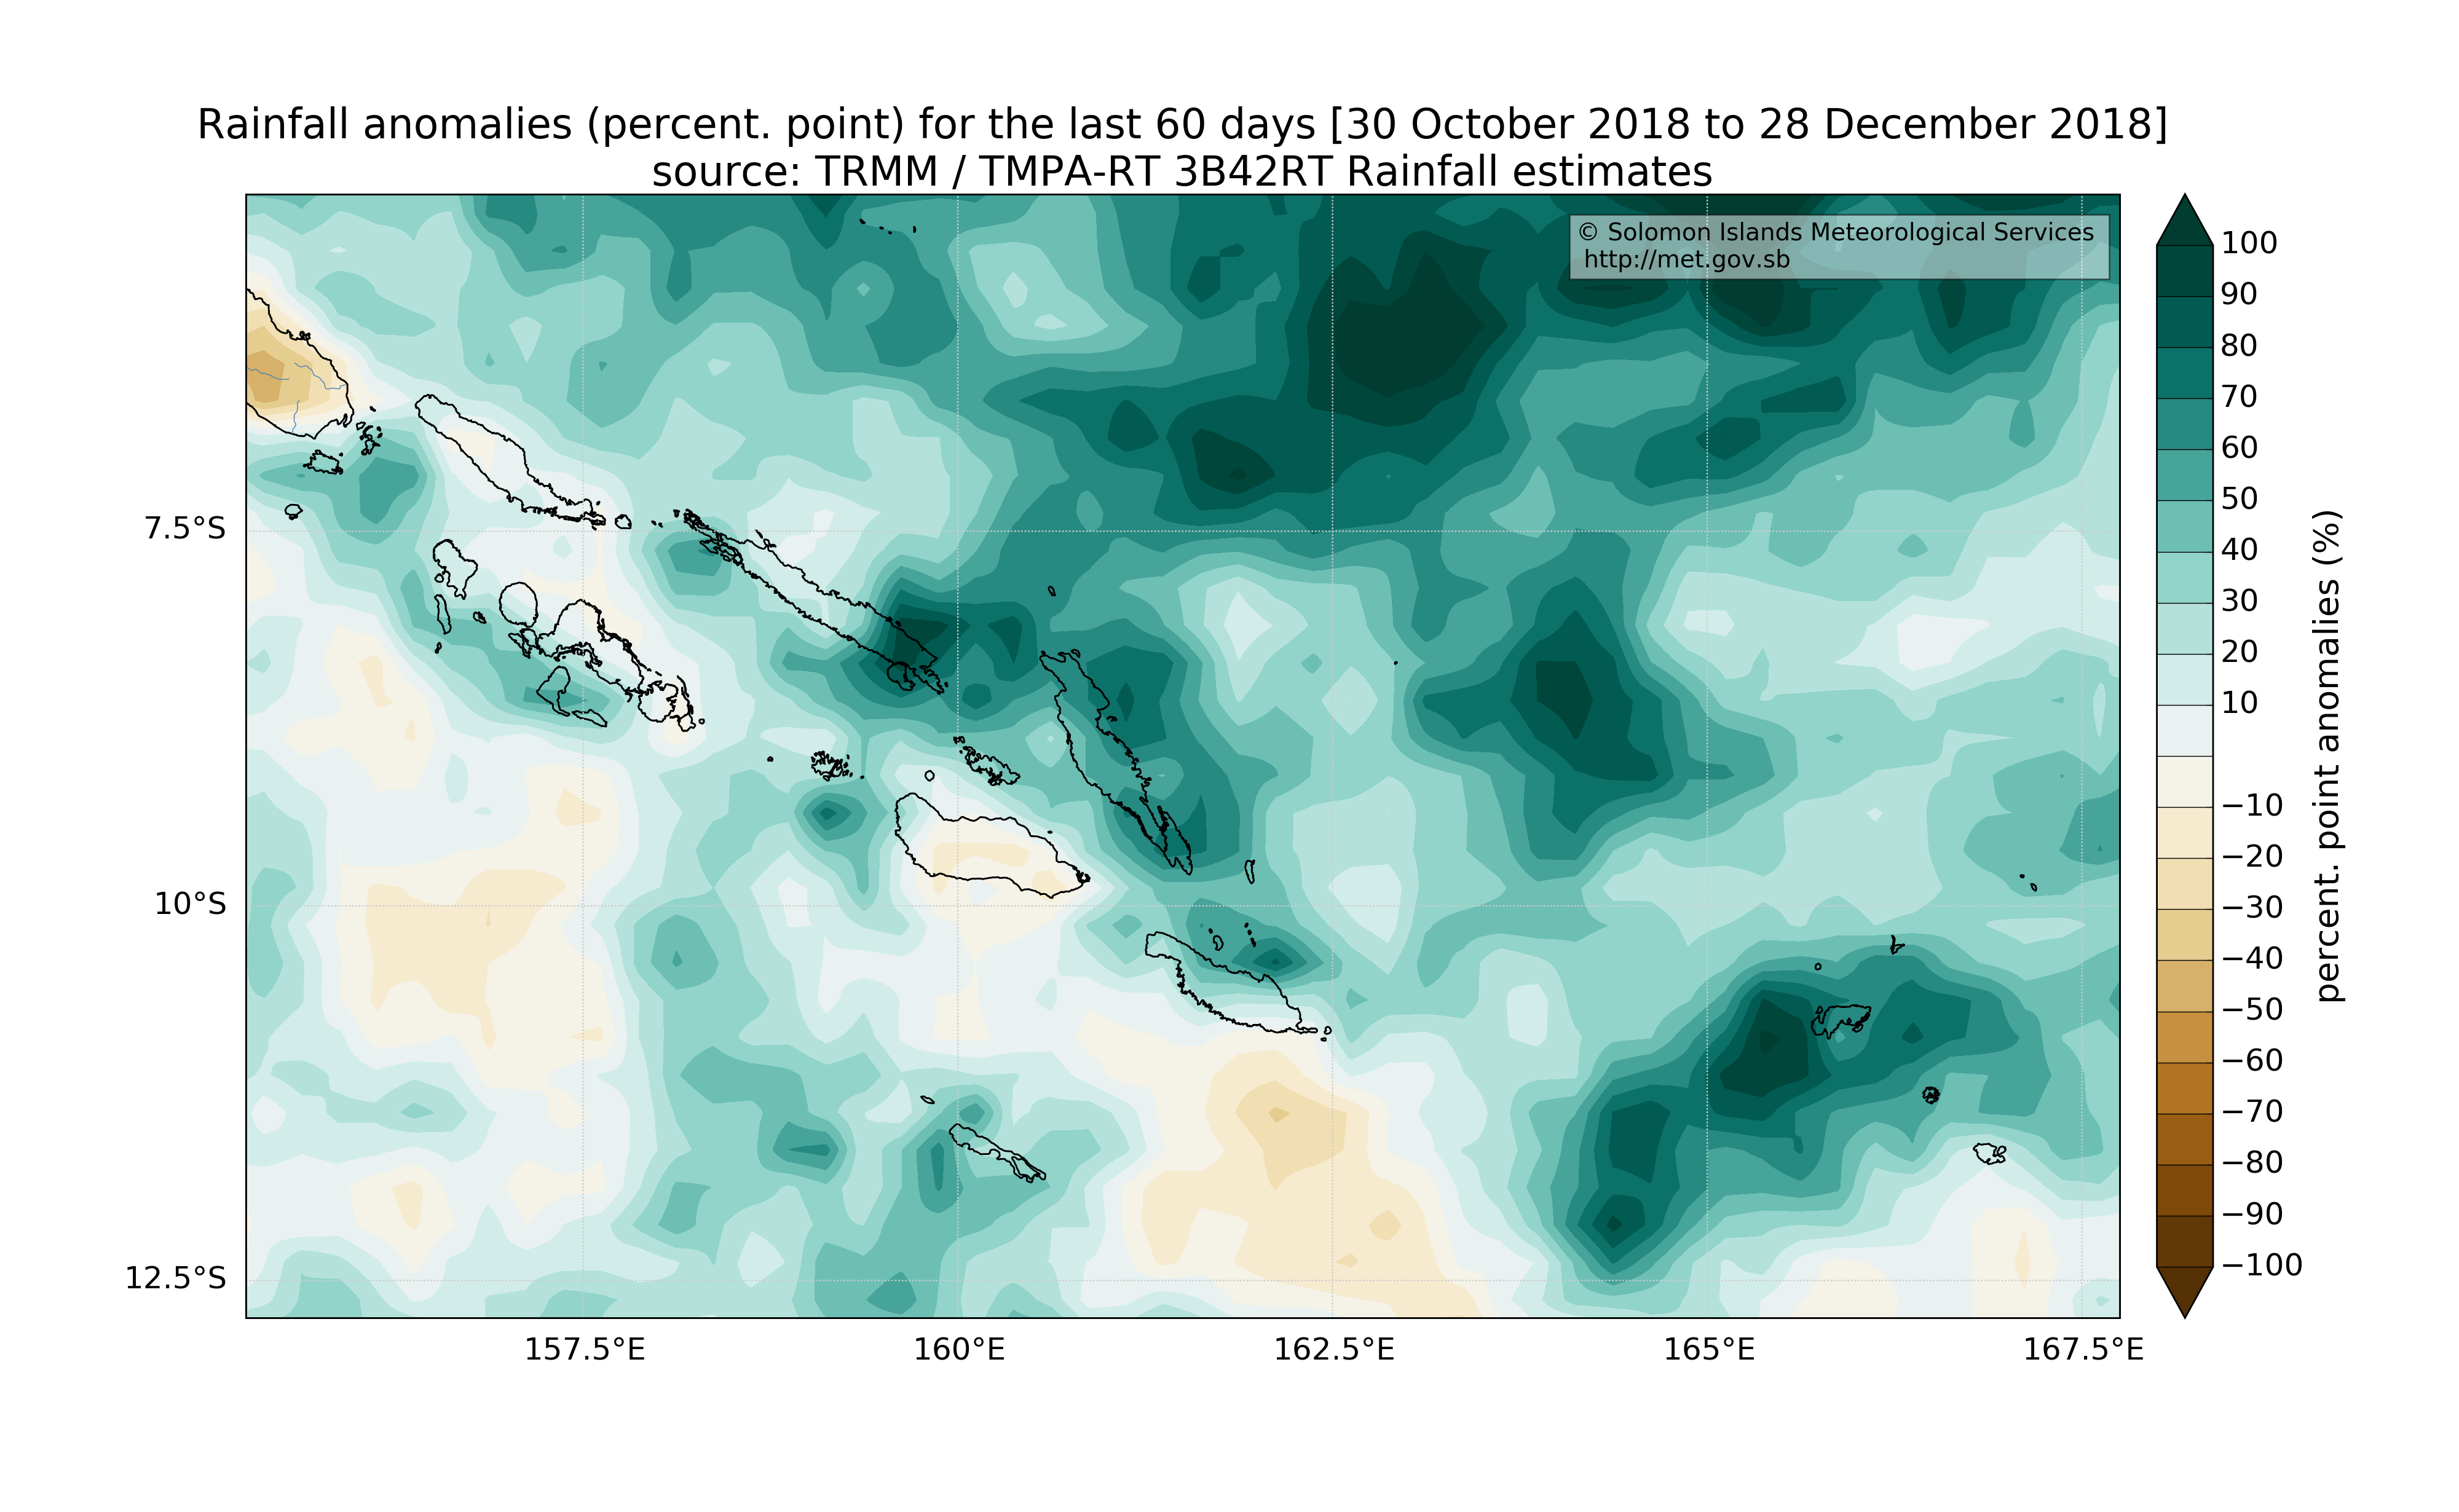 Rainfall anomalies (percent. point) for the last 60 days [30 October 2018 to 28 December 2018]
source: TRMM / TMPA-RT 3B42RT Rainfall estimates
© Solomon Islands Meteorological Services
http://met.gov.sb
7.5°S
10°S
12.5°S
157.5°E
160°E
162.5°E
165°E
167.5°E
100
90
80
70
60
50
40
30
20
10
−10
−20
−30
−40
−50
−60
−70
−80
−90
−100
percent. point anomalies (%)